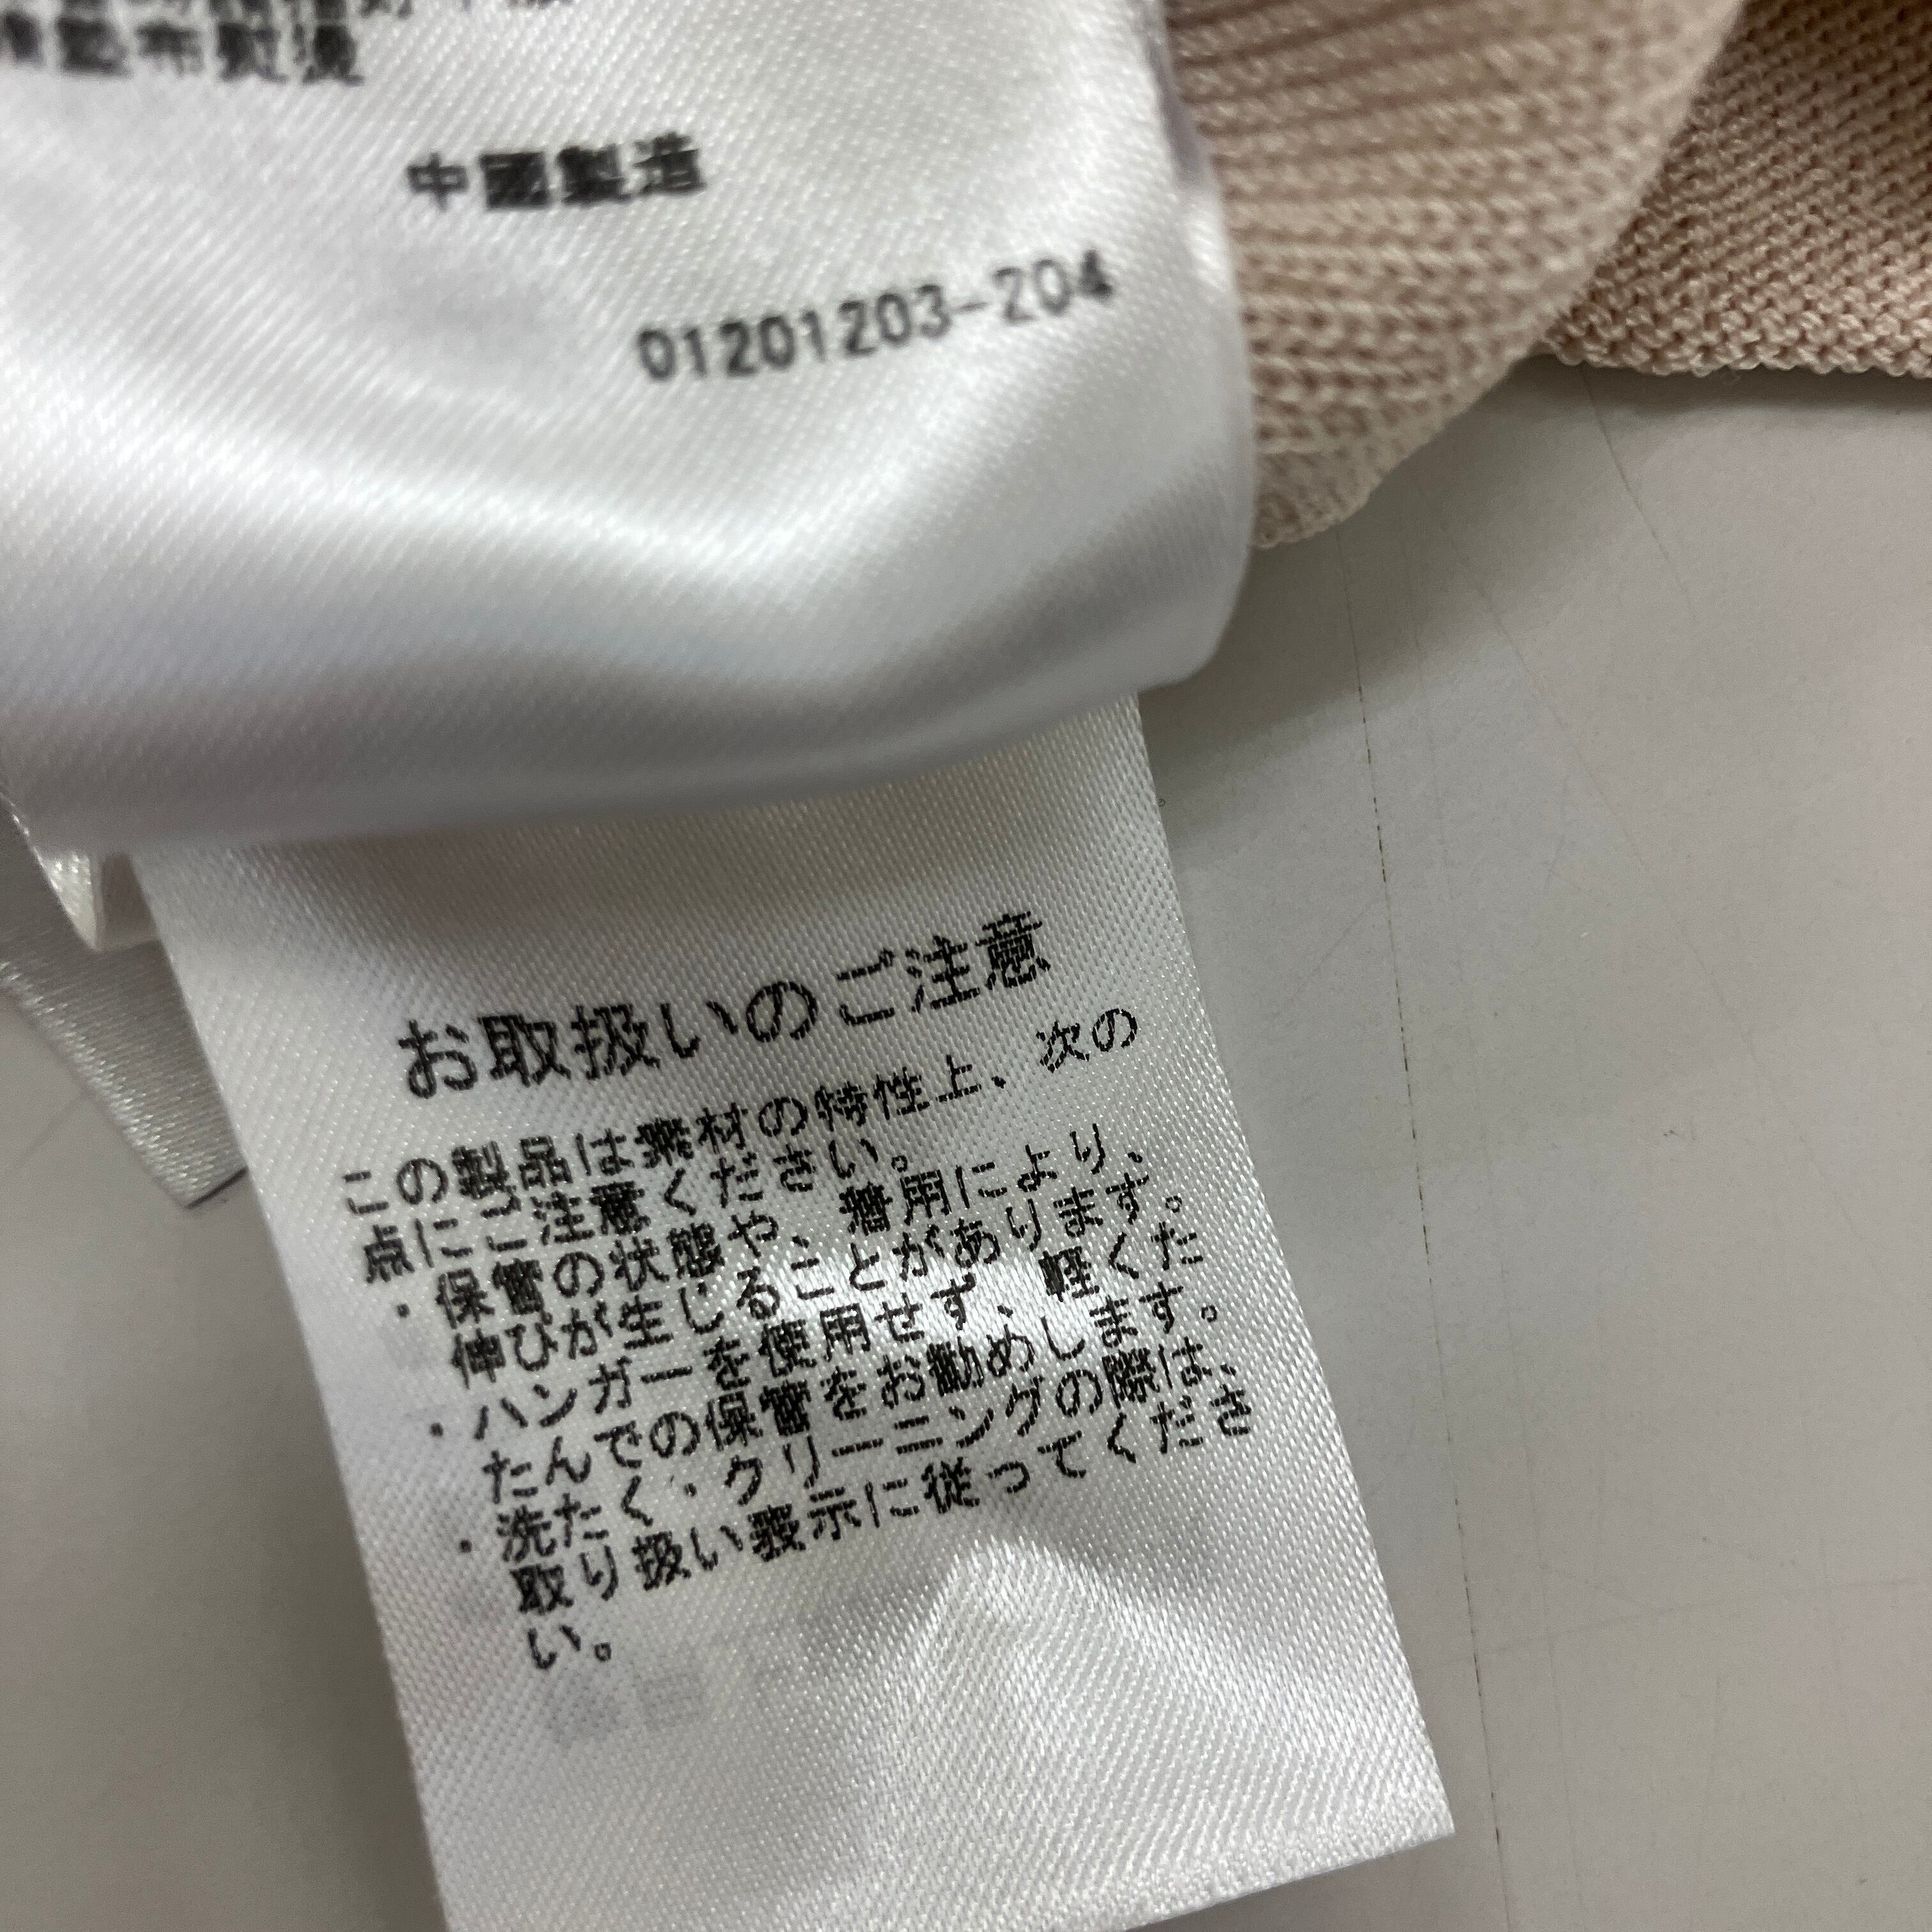 墊布熨燙
中國製造
01201203-204
お取扱いのご注意
この製品は素材の特性上、次の
点にご注意ください。
・保管の状態や、着用により、
伸びが生じることがあります。
・ハンガーを使用せず、軽くた
たんでの保管をお勧めします。
・洗たく・クリーニングの際は、
取り扱い表示に従ってくださ
い。